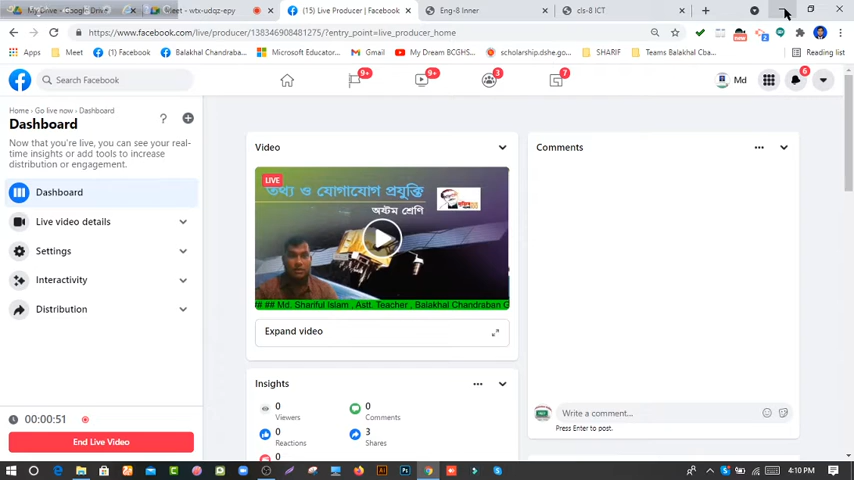 My Drive - Google Drive
Meet - wtx-udqz-epy
(15) Live Producer | Facebook
Eng-8 Inner
cls-8 ICT
https://www.facebook.com/live/producer/138346908481275/?entry_point=live_producer_home
Apps
M (1) Facebook
Balakhal Chandraba...
Microsoft Educator...
Gmail
My Dream BCGHS...
scholarship.dshe.go...
SHARIF
Teams Balakhal Cba...
Reading list
Search Facebook
9+
9+
3
7
Md
6
Home › Go live now › Dashboard
Dashboard
Now that you're live, you can see your real-
time insights or add tools to increase
distribution or engagement.
Dashboard
Live video details
Settings
Interactivity
Distribution
00:00:51
End Live Video
Video
LIVE
তথ্য ও যোগাযোগ প্রযুক্তি
অষ্টম শ্রেণি
## ## Md. Shariful Islam , Astt. Teacher , Balakhal Chandraban G
Expand video
Insights
0
Viewers
0
Comments
0
Reactions
3
Shares
0
Comments
Write a comment...
Press Enter to post.
4:10 PM